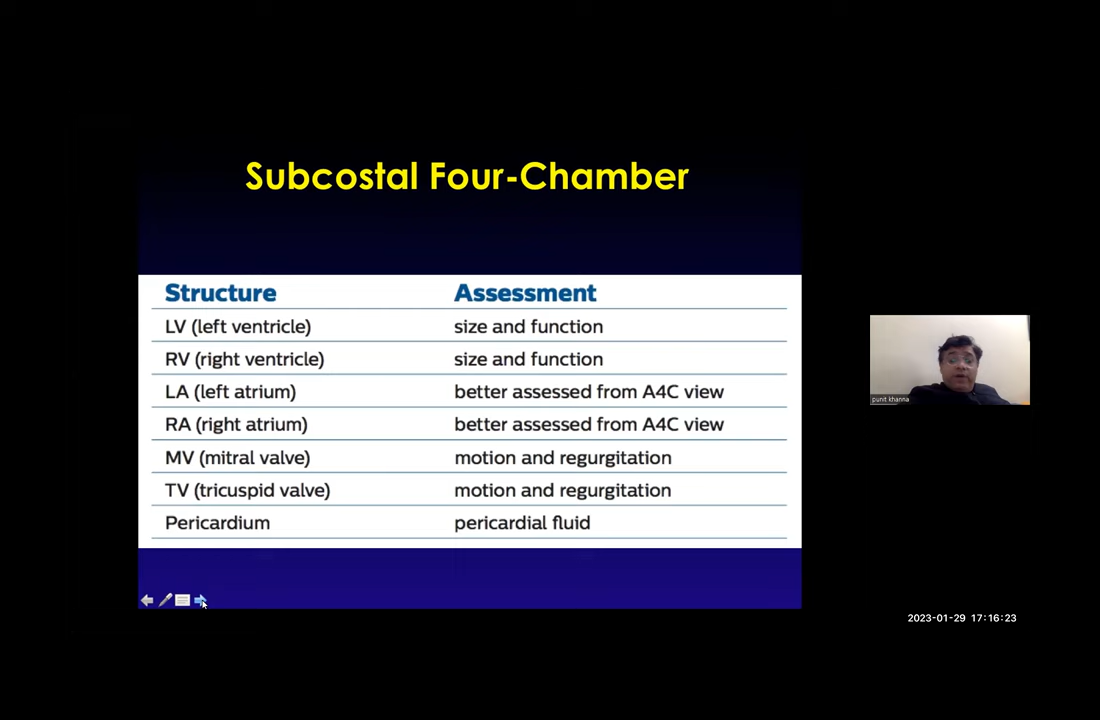 Subcostal Four-Chamber
Structure Assessment
LV (left ventricle) size and function
RV (right ventricle) size and function
LA (left atrium) better assessed from A4C view
RA (right atrium) better assessed from A4C view
MV (mitral valve) motion and regurgitation
TV (tricuspid valve) motion and regurgitation
Pericardium pericardial fluid
punit khanna
2023-01-29 17:16:23